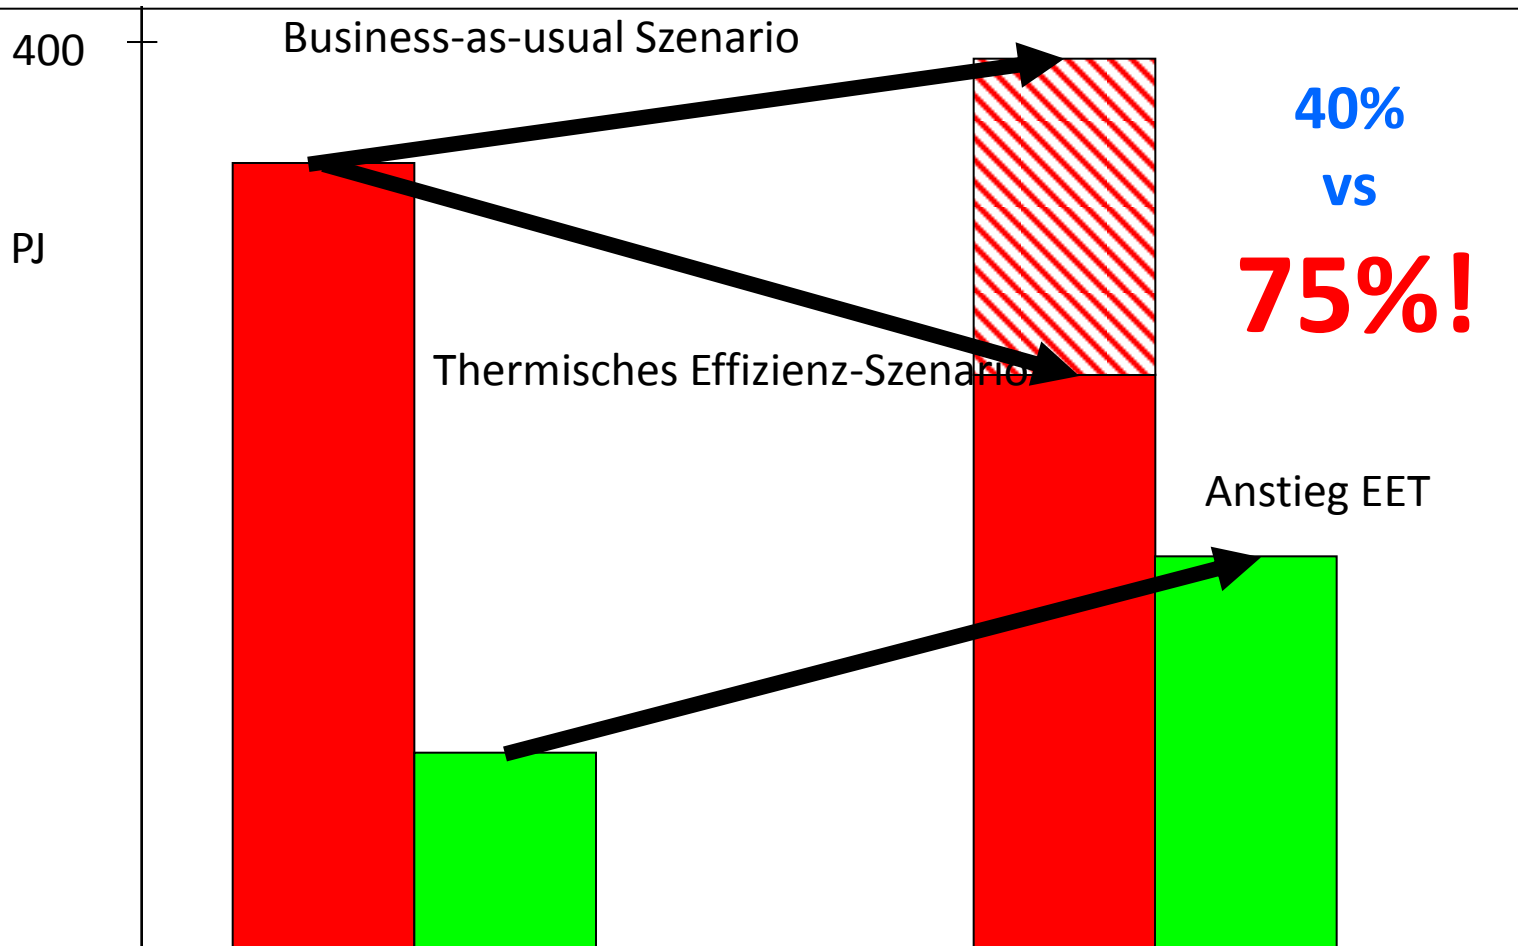 Business-as-usual Szenario
400
40%
vs
PJ
75%!
Thermisches Effizienz-Szenario
Anstieg EET